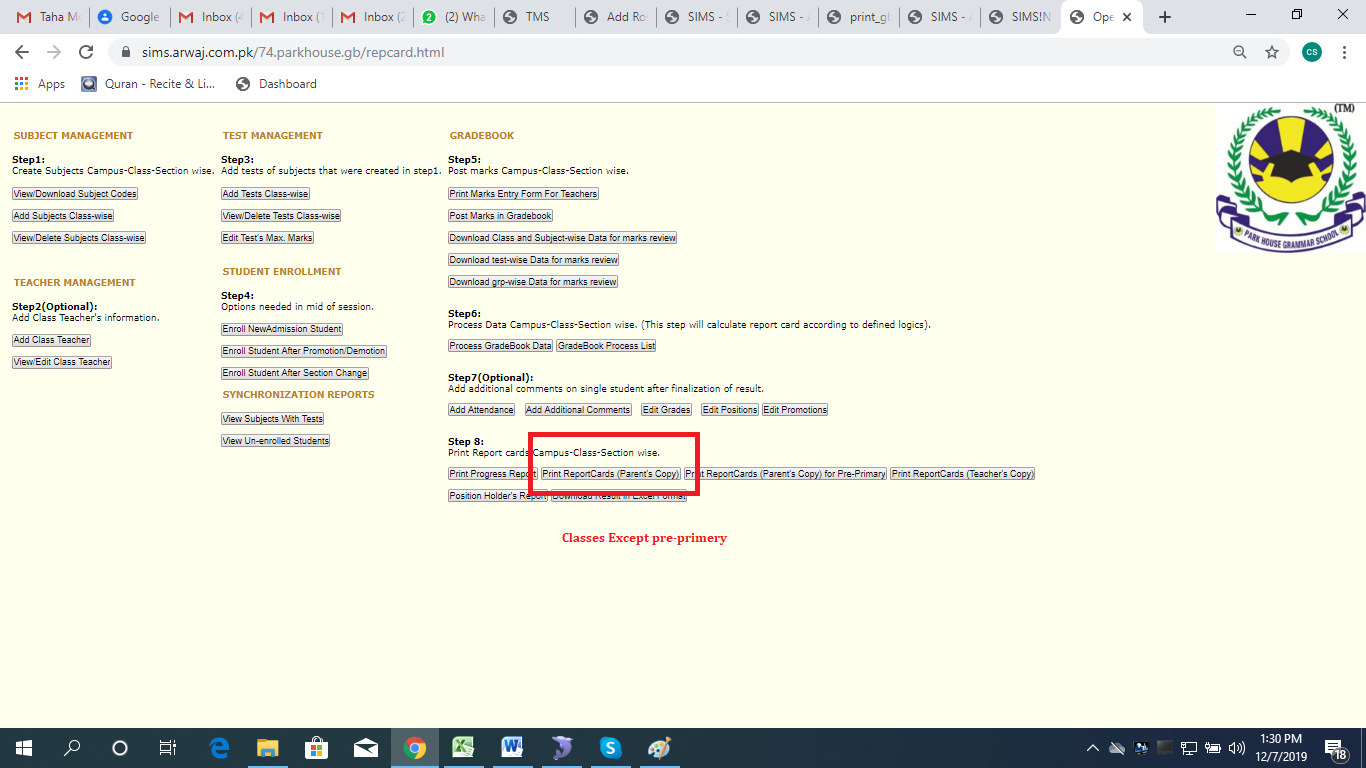 Taha Mo
Google
Inbox (4
Inbox (1
Inbox (2
(2) Wha
TMS
Add Ro
SIMS - S
SIMS - A
print_gb
SIMS - A
SIMS!N
Ope
sims.arwaj.com.pk/74.parkhouse.gb/repcard.html
CS
Apps
Quran - Recite & Li...
Dashboard
(TM)
PARK HOUSE GRAMMAR SCHOOL
SUBJECT MANAGEMENT
Step1:
Create Subjects Campus-Class-Section wise.
View/Download Subject Codes
Add Subjects Class-wise
View/Delete Subjects Class-wise
TEACHER MANAGEMENT
Step2(Optional):
Add Class Teacher's information.
Add Class Teacher
View/Edit Class Teacher
TEST MANAGEMENT
Step3:
Add tests of subjects that were created in step1.
Add Tests Class-wise
View/Delete Tests Class-wise
Edit Test's Max. Marks
STUDENT ENROLLMENT
Step4:
Options needed in mid of session.
Enroll NewAdmission Student
Enroll Student After Promotion/Demotion
Enroll Student After Section Change
SYNCHRONIZATION REPORTS
View Subjects With Tests
View Un-enrolled Students
GRADEBOOK
Step5:
Post marks Campus-Class-Section wise.
Print Marks Entry Form For Teachers
Post Marks in Gradebook
Download Class and Subject-wise Data for marks review
Download test-wise Data for marks review
Download grp-wise Data for marks review
Step6:
Process Data Campus-Class-Section wise. (This step will calculate report card according to defined logics).
Process GradeBook Data GradeBook Process List
Step7(Optional):
Add additional comments on single student after finalization of result.
Add Attendance Add Additional Comments Edit Grades Edit Positions Edit Promotions
Step 8:
Print Report cards Campus-Class-Section wise.
Print Progress Report Print ReportCards (Parent's Copy) Print ReportCards (Parent's Copy) for Pre-Primary Print ReportCards (Teacher's Copy)
Position Holder's Report Download Result in Excel Format
Classes Except pre-primery
1:30 PM
12/7/2019
18